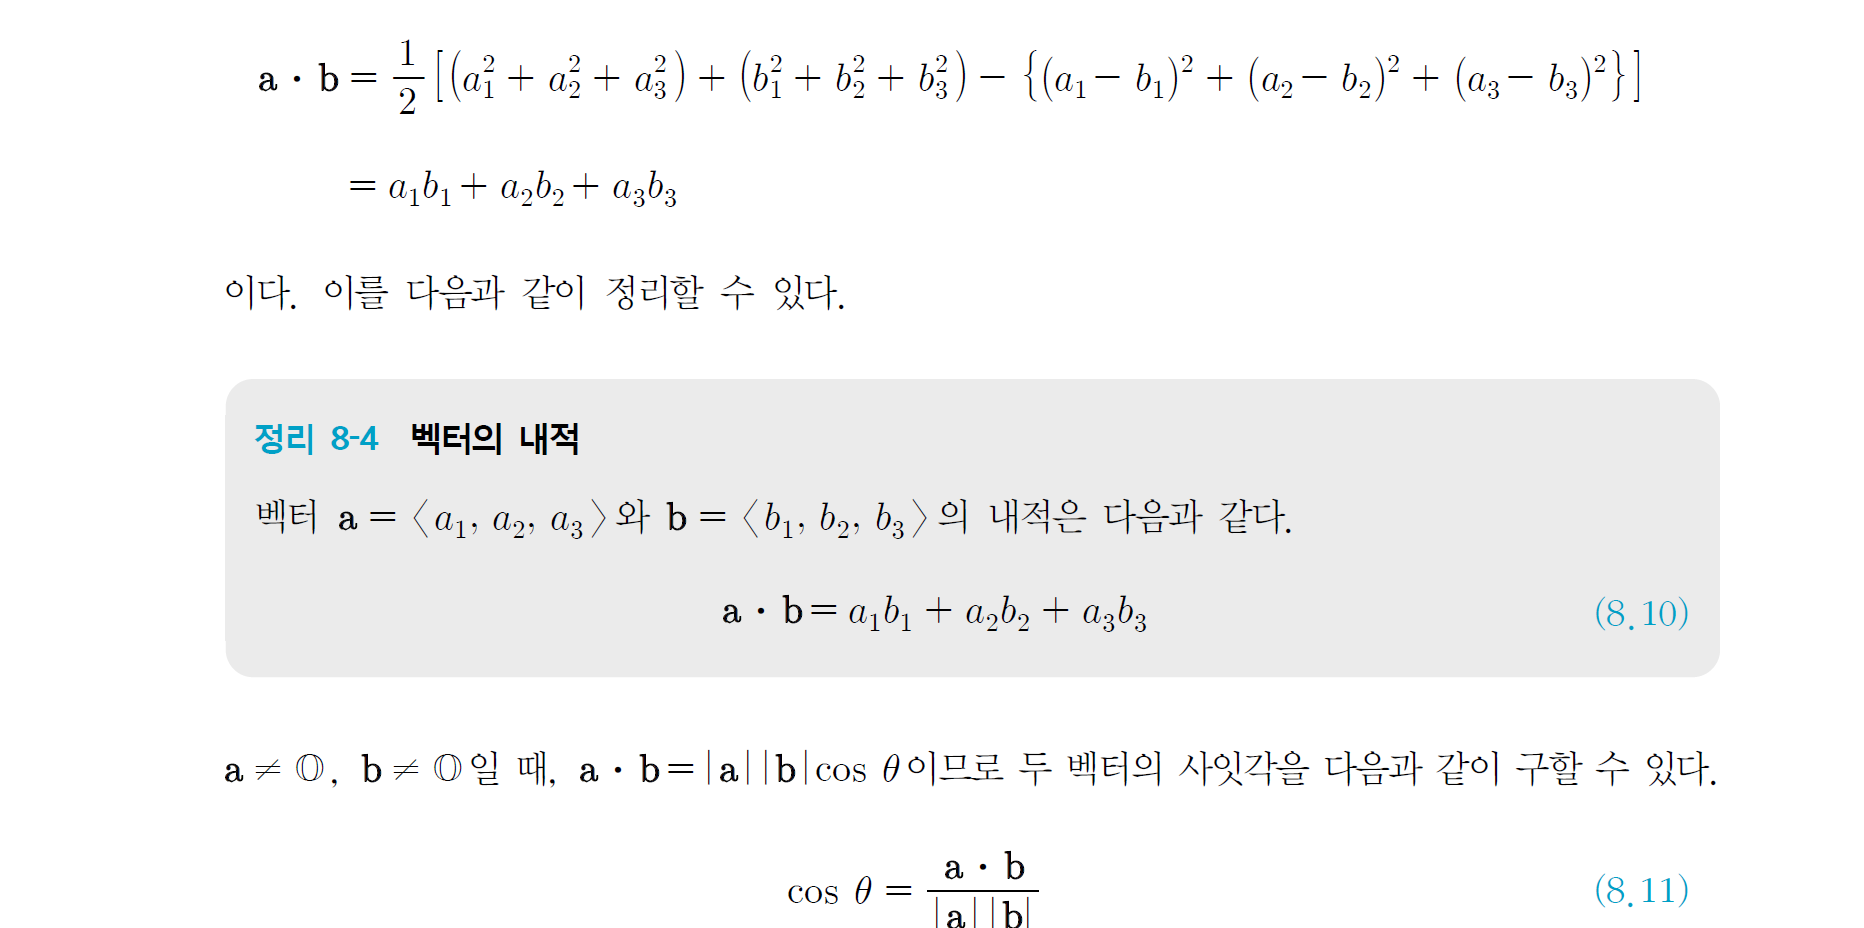 a · b = 1/2 [(a₁² + a₂² + a₃²) + (b₁² + b₂² + b₃²) − {(a₁ − b₁)² + (a₂ − b₂)² + (a₃ − b₃)²}]
= a₁b₁ + a₂b₂ + a₃b₃
이다. 이를 다음과 같이 정리할 수 있다.
정리 8-4 벡터의 내적
벡터 a = 〈a₁, a₂, a₃〉와 b = 〈b₁, b₂, b₃〉의 내적은 다음과 같다.
a · b = a₁b₁ + a₂b₂ + a₃b₃ (8.10)
a ≠ 𝕆, b ≠ 𝕆일 때, a · b = |a| |b| cos θ이므로 두 벡터의 사잇각을 다음과 같이 구할 수 있다.
cos θ = a · b / |a| |b| (8.11)